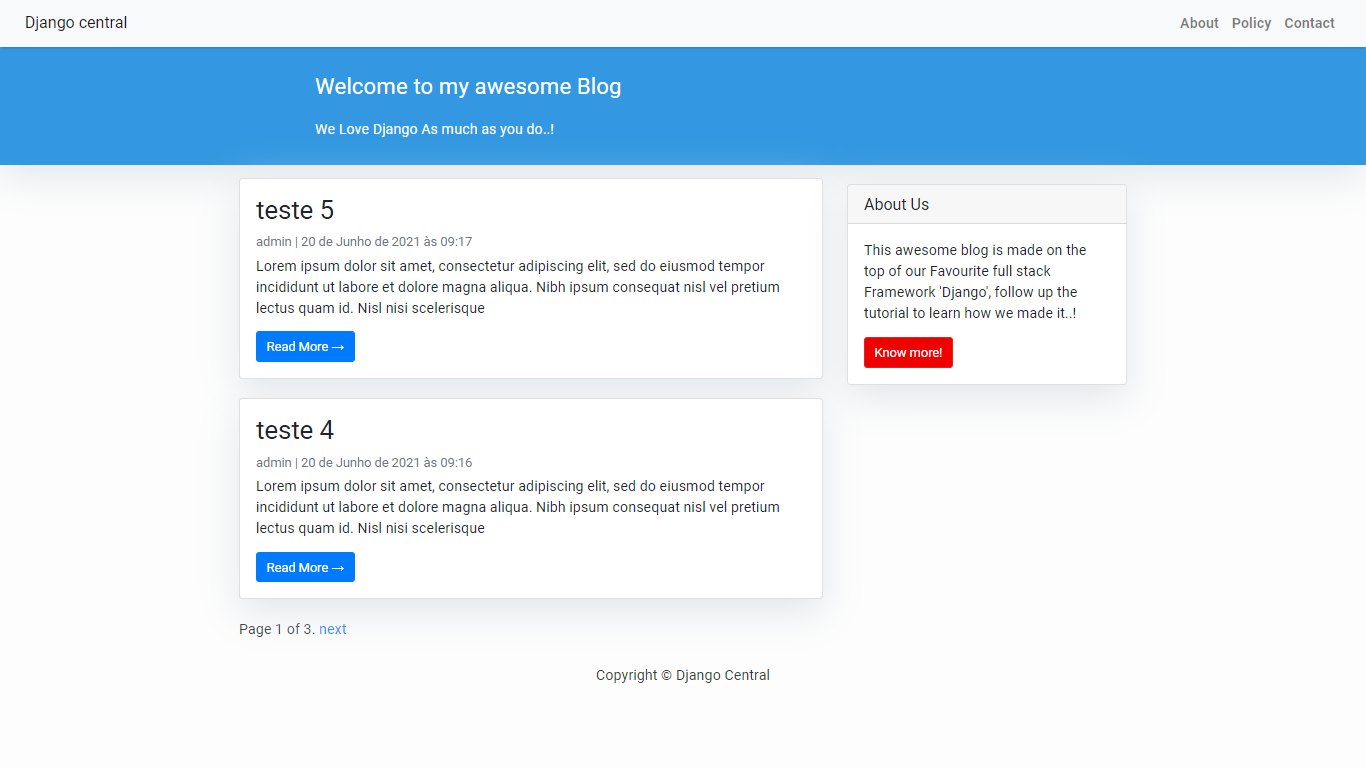 Django central
About Policy Contact
Welcome to my awesome Blog
We Love Django As much as you do..!
teste 5
admin | 20 de Junho de 2021 às 09:17
Lorem ipsum dolor sit amet, consectetur adipiscing elit, sed do eiusmod tempor
incididunt ut labore et dolore magna aliqua. Nibh ipsum consequat nisl vel pretium
lectus quam id. Nisl nisi scelerisque
Read More →
teste 4
admin | 20 de Junho de 2021 às 09:16
Lorem ipsum dolor sit amet, consectetur adipiscing elit, sed do eiusmod tempor
incididunt ut labore et dolore magna aliqua. Nibh ipsum consequat nisl vel pretium
lectus quam id. Nisl nisi scelerisque
Read More →
Page 1 of 3. next
About Us
This awesome blog is made on the
top of our Favourite full stack
Framework 'Django', follow up the
tutorial to learn how we made it..!
Know more!
Copyright © Django Central